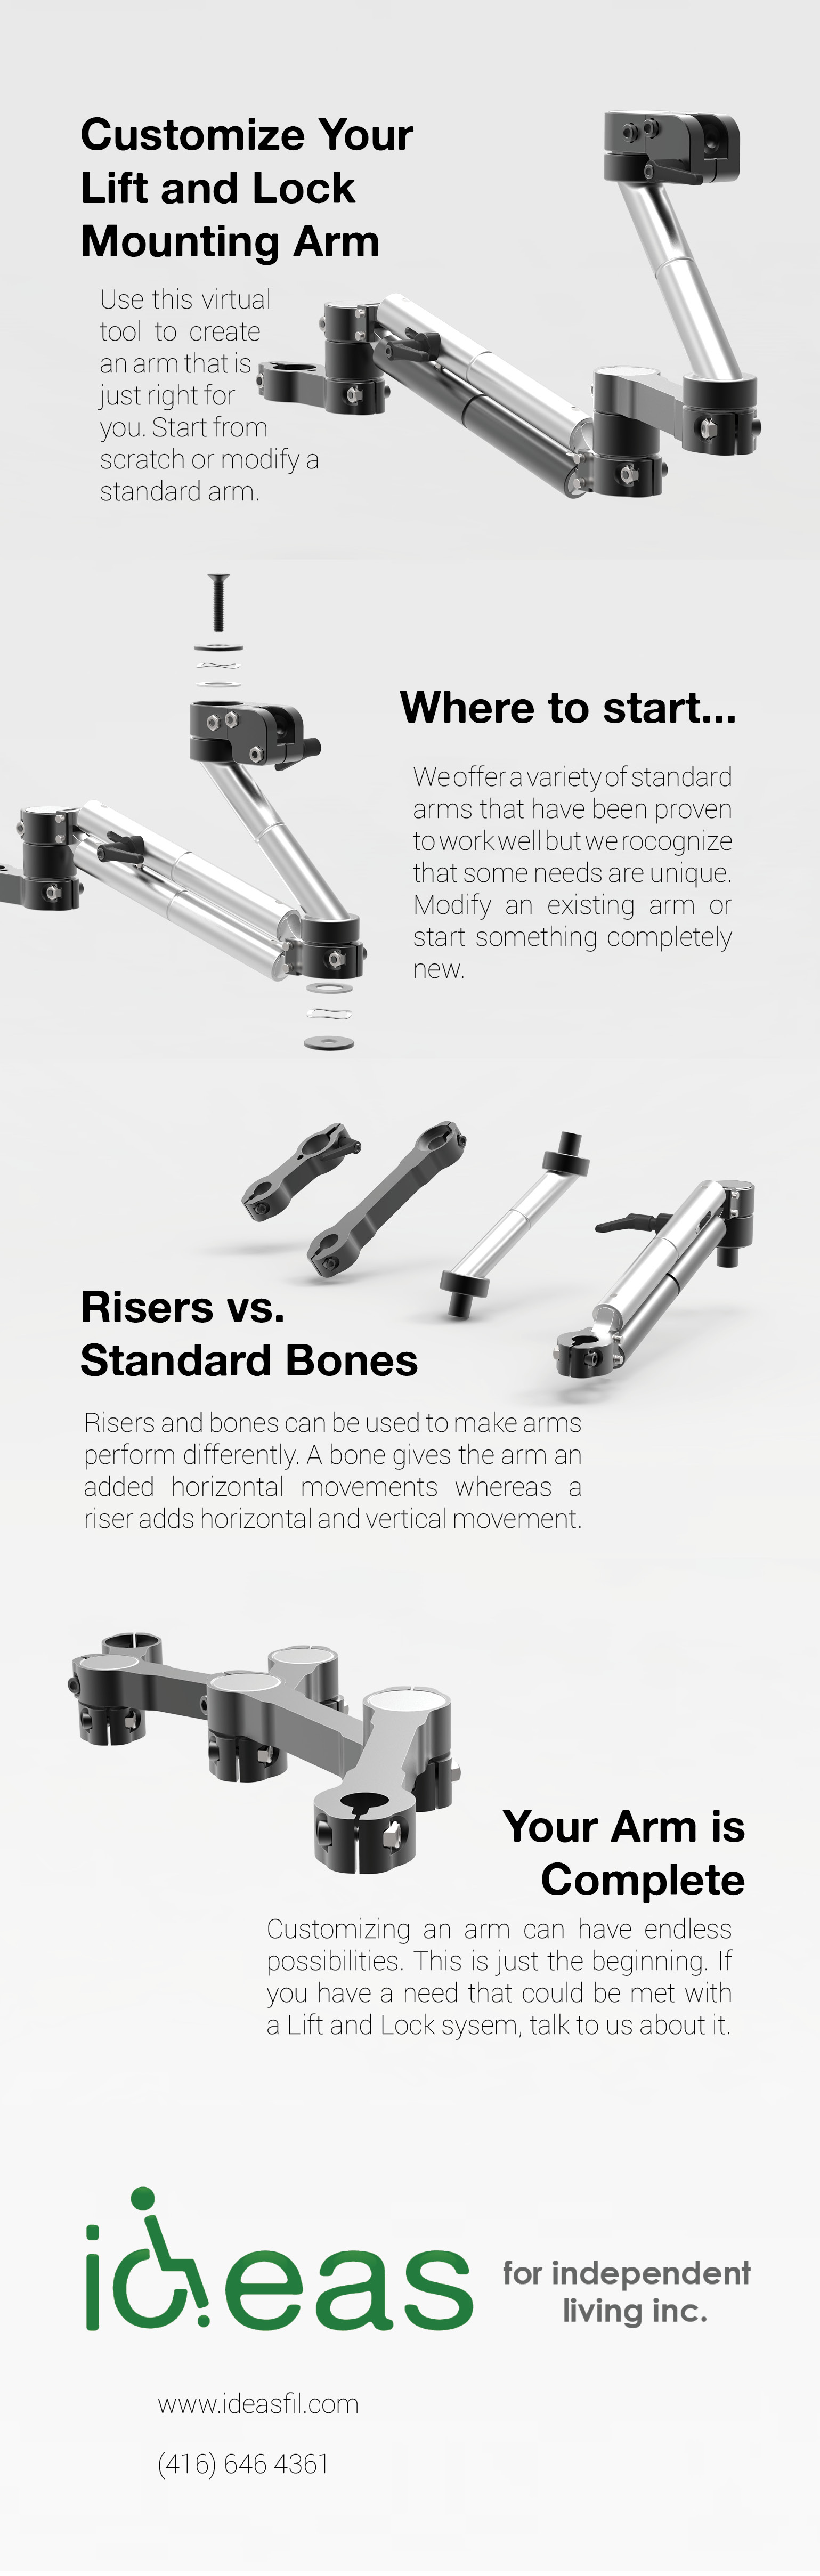 Customize Your
Lift and Lock
Mounting Arm
Use this virtual
tool to create
an arm that is
just right for
you. Start from
scratch or modify a
standard arm.
Where to start...
We offer a variety of standard
arms that have been proven
to work well but we rocognize
that some needs are unique.
Modify an existing arm or
start something completely
new.
Risers vs.
Standard Bones
Risers and bones can be used to make arms
perform differently. A bone gives the arm an
added horizontal movements whereas a
riser adds horizontal and vertical movement.
Your Arm is
Complete
Customizing an arm can have endless
possibilities. This is just the beginning. If
you have a need that could be met with
a Lift and Lock sysem, talk to us about it.
ideas
for independent
living inc.
www.ideasfil.com
(416) 646 4361